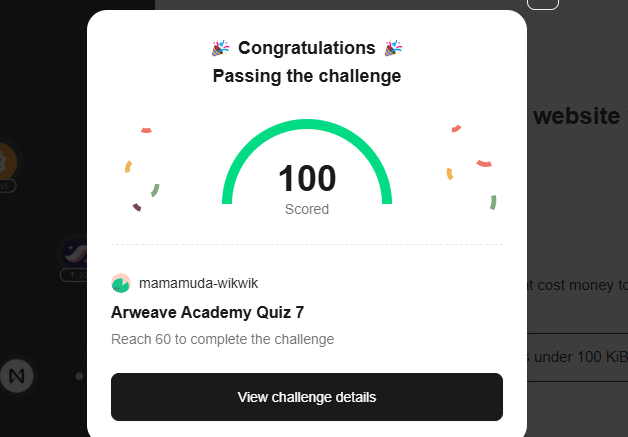 Congratulations
Passing the challenge
website
100
Scored
mamamuda-wikwik
t cost money to
Arweave Academy Quiz 7
Reach 60 to complete the challenge
under 100 KiB
View challenge details